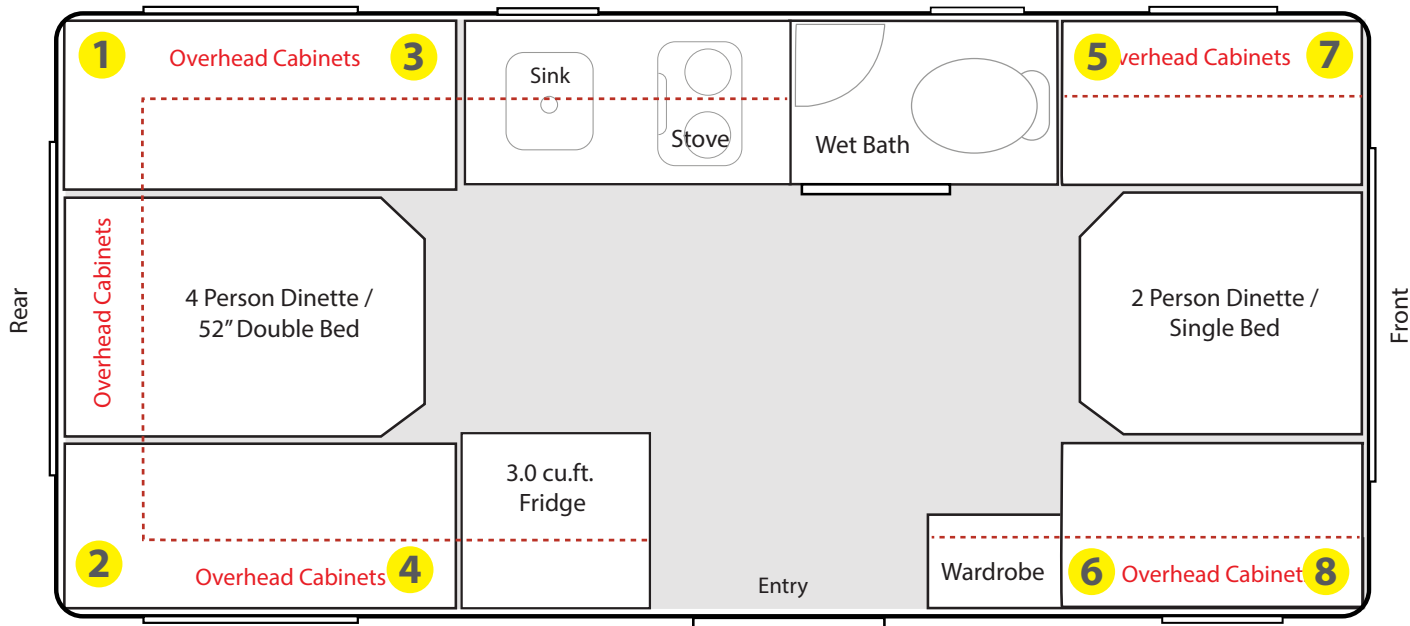 1
Overhead Cabinets
3
Sink
Stove
Wet Bath
5
verhead Cabinets
7
Rear
Overhead Cabinets
4 Person Dinette /
52” Double Bed
2 Person Dinette /
Single Bed
Front
3.0 cu.ft.
Fridge
2
Overhead Cabinets
4
Entry
Wardrobe
6
Overhead Cabinet
8